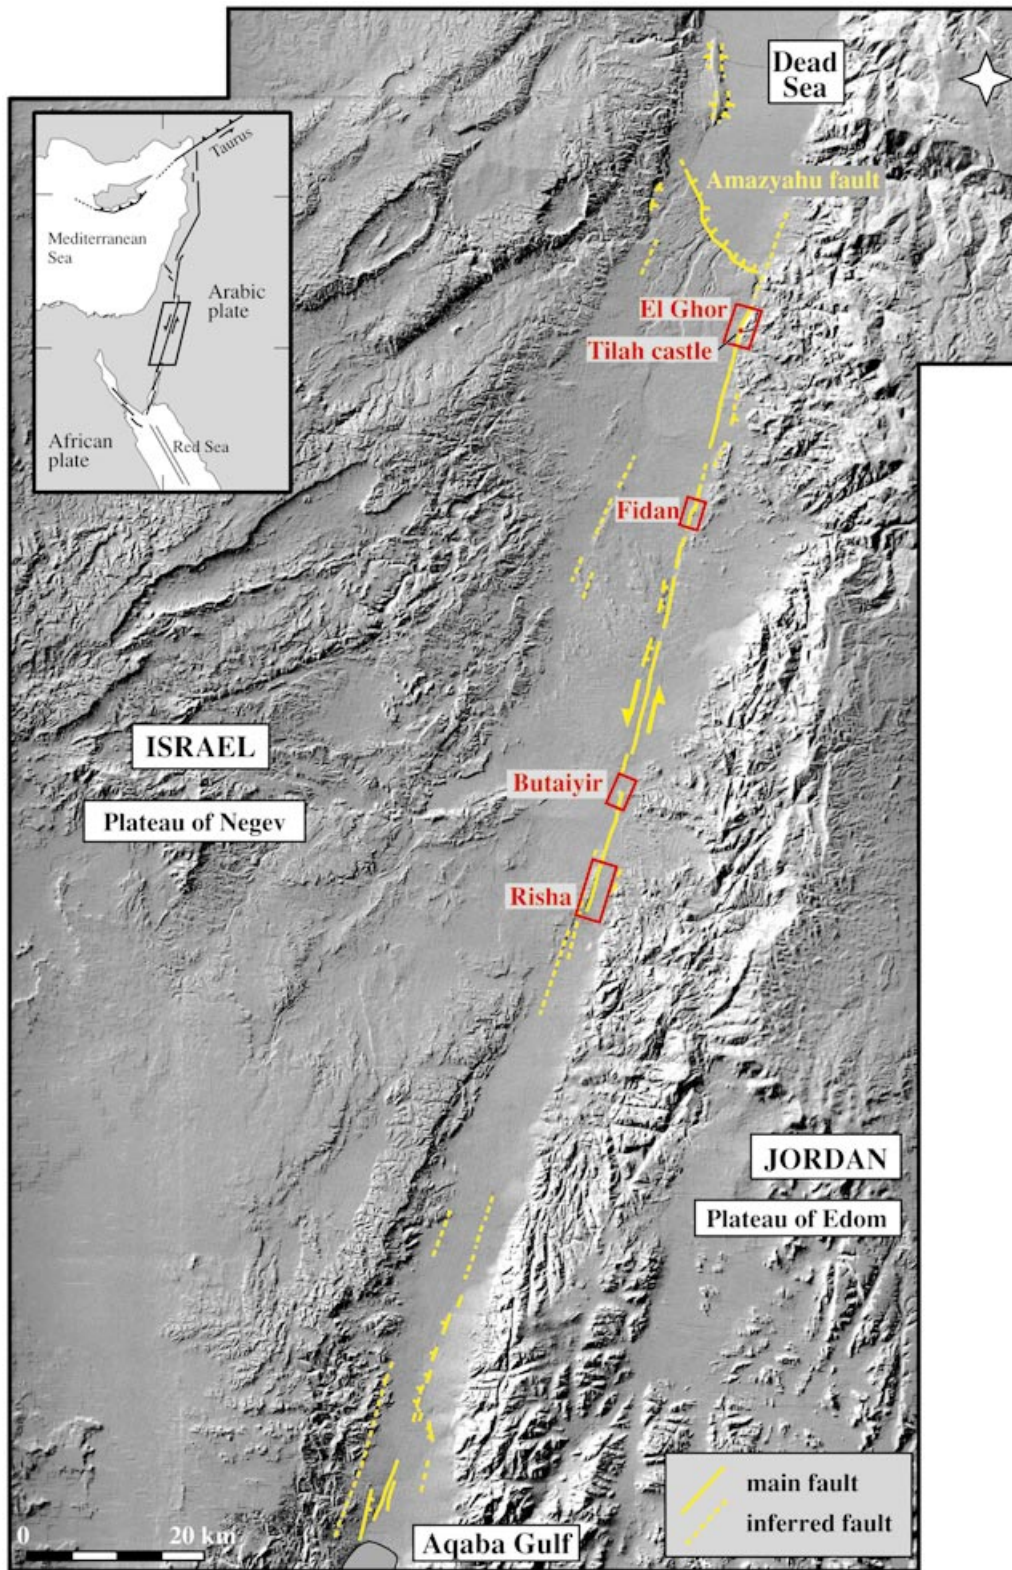 N
Dead
Sea
Taurus
Mediterranean
Sea
Arabic
plate
African
plate
Red Sea
Amazyahu fault
El Ghor
Tilah castle
Fidan
ISRAEL
Plateau of Negev
Butaiyir
Risha
JORDAN
Plateau of Edom
main fault
inferred fault
0 20 km
Aqaba Gulf